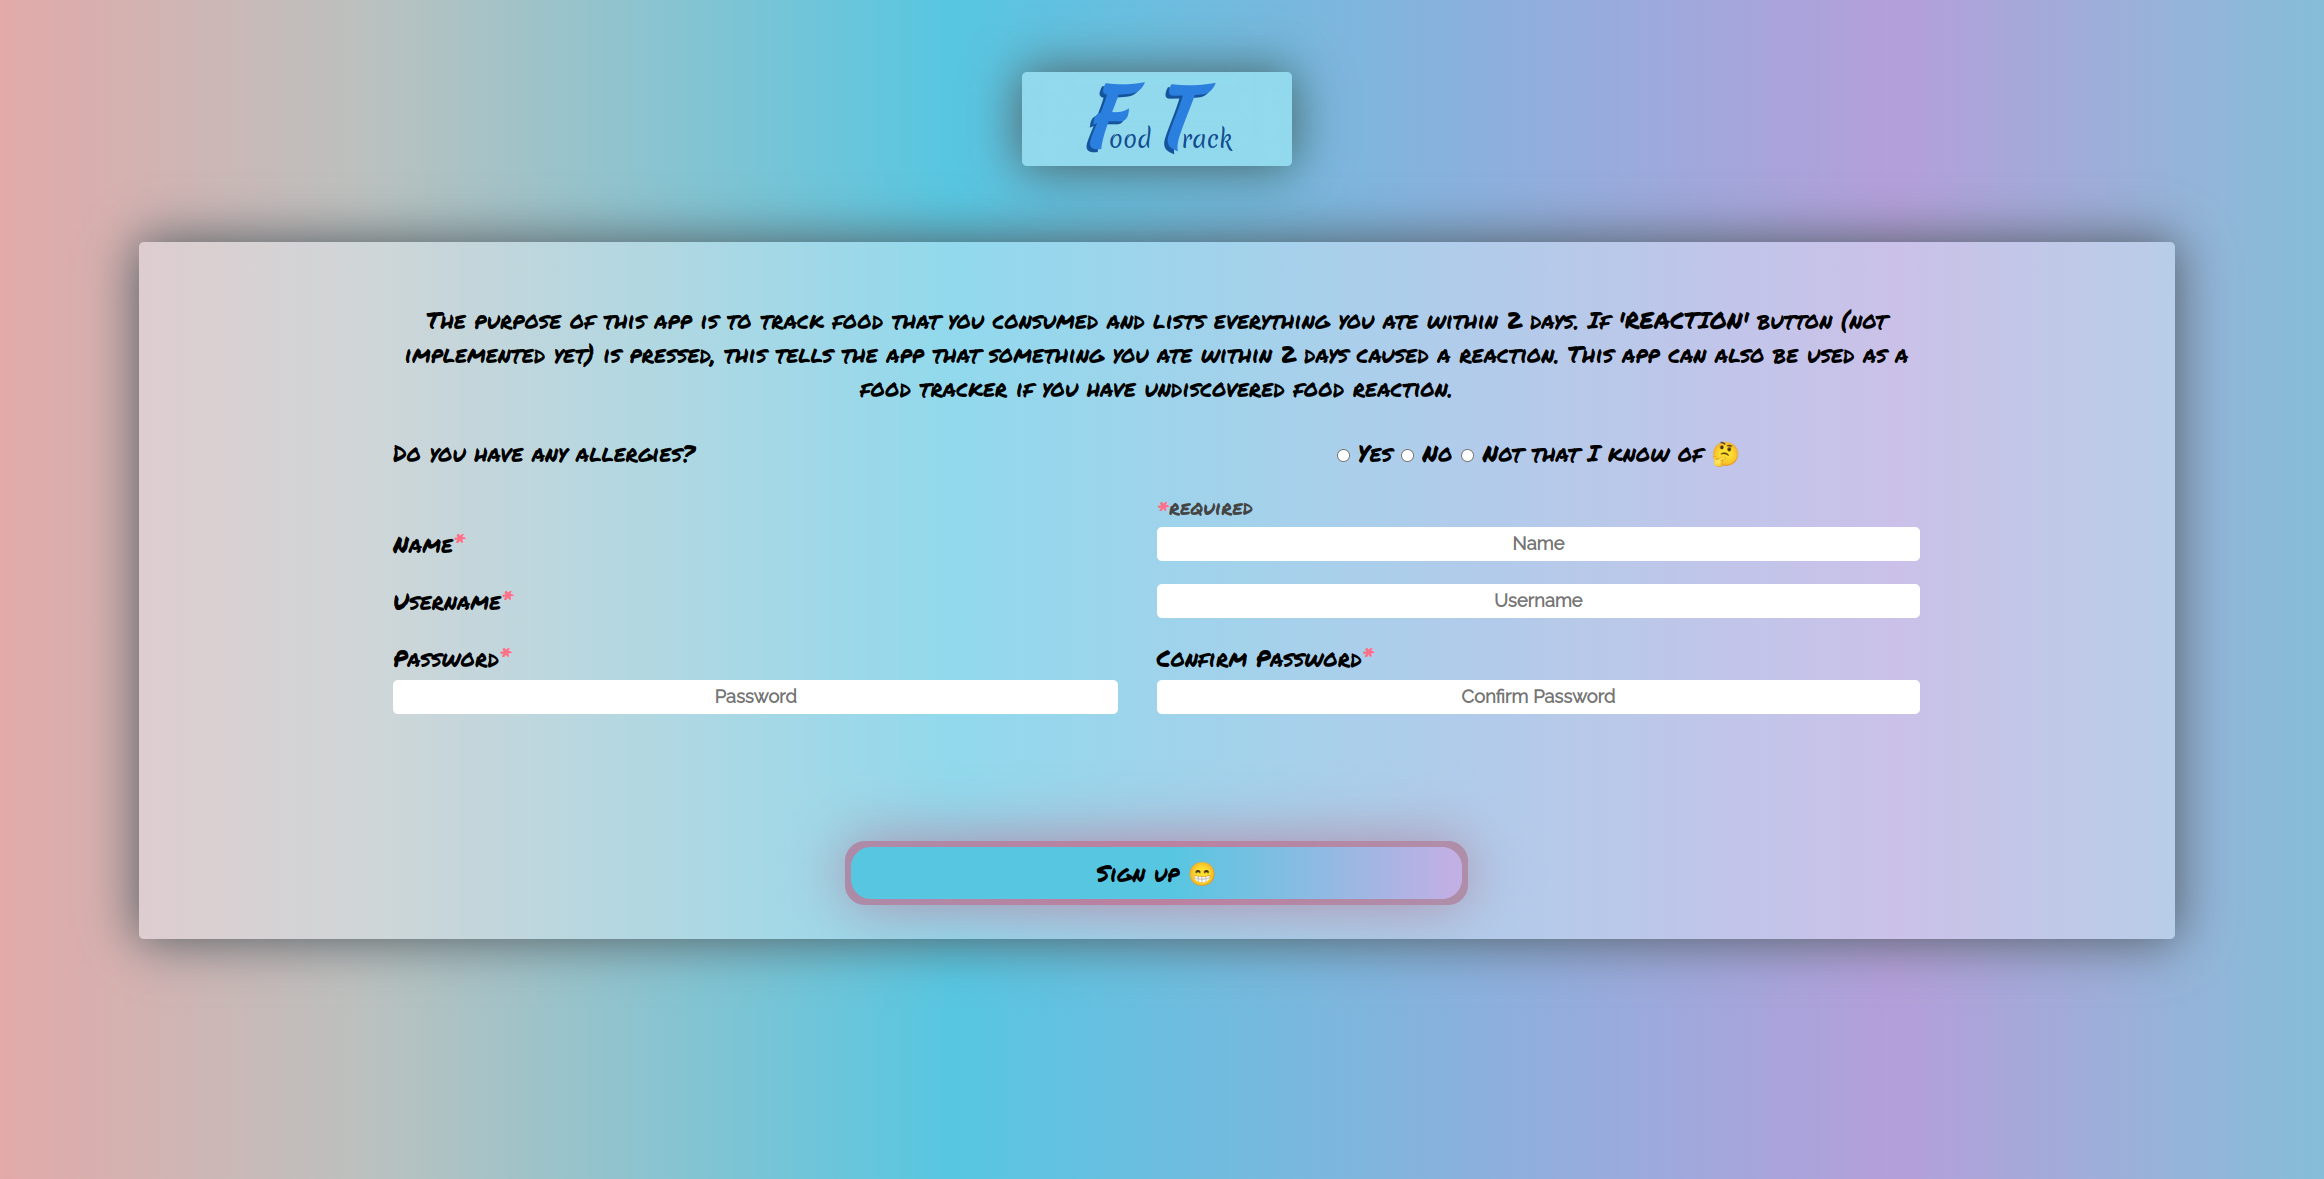 Food Track
The purpose of this app is to track food that you consumed and lists everything you ate within 2 days. If 'REACTION' button (not
implemented yet) is pressed, this tells the app that something you ate within 2 days caused a reaction. This app can also be used as a
food tracker if you have undiscovered food reaction.
Do you have any allergies? Yes No Not that I know of 🤔
*required
Name* Name
Username* Username
Password* Confirm Password*
Password Confirm Password
Sign up 😁